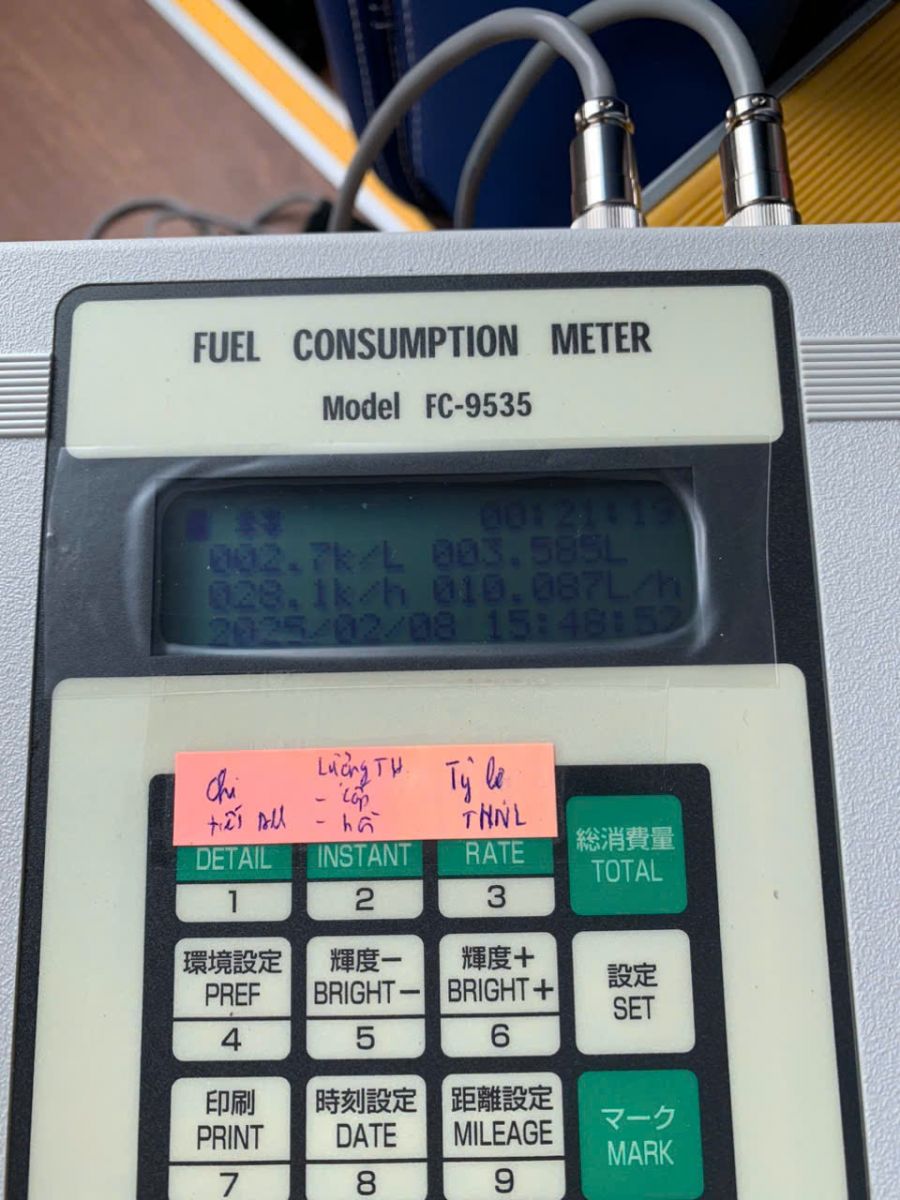 FUEL CONSUMPTION METER
Model FC-9535
** 00:21:19
002.7k/L 003.585L
028.1k/h 010.087L/h
2025/02/08 15:48:52
Chi Lượng TH Tỷ lệ
tiết - cấp THNL
DETAIL INSTANT RATE
総消費量
TOTAL
1 2 3
環境設定 輝度− 輝度+ 設定
PREF BRIGHT− BRIGHT+ SET
4 5 6
印刷 時刻設定 距離設定 マーク
PRINT DATE MILEAGE MARK
7 8 9